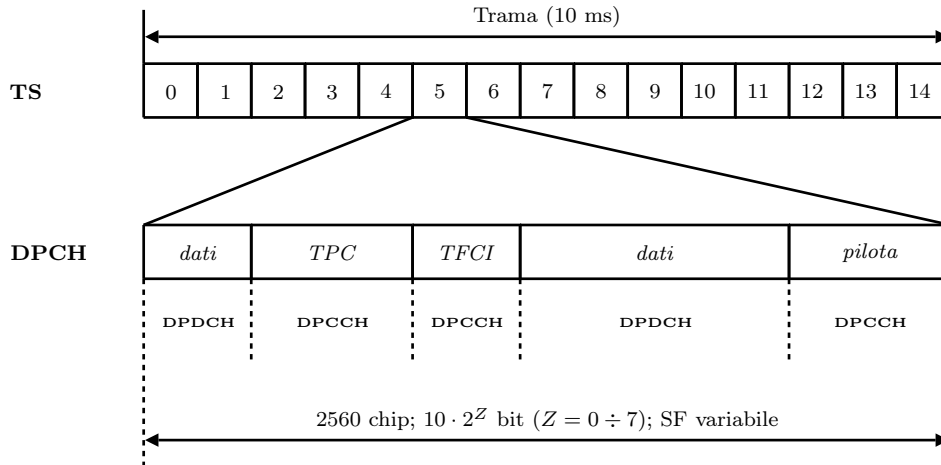 Trama (10 ms)
TS 0 1 2 3 4 5 6 7 8 9 10 11 12 13 14
DPCH dati TPC TFCI dati pilota
DPDCH DPCCH DPCCH DPDCH DPCCH
2560 chip; 10 · 2^Z bit (Z = 0 ÷ 7); SF variabile